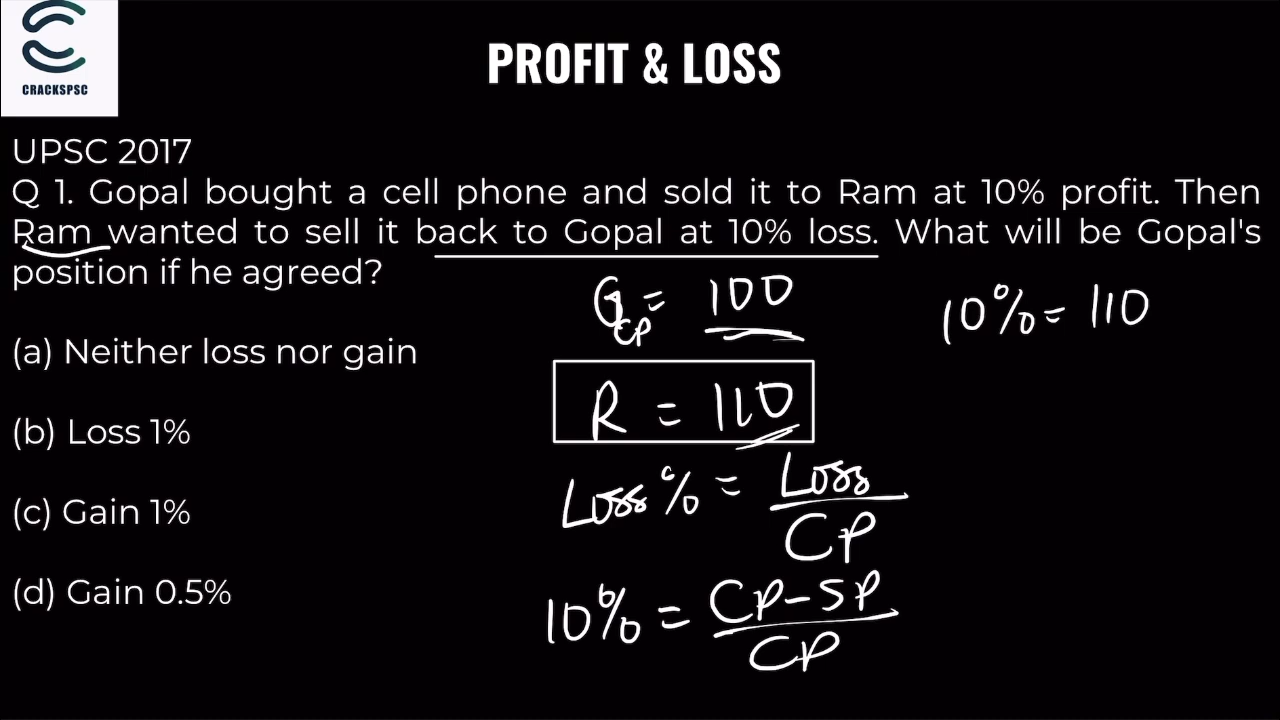 CRACKSPSC
PROFIT & LOSS
UPSC 2017
Q 1. Gopal bought a cell phone and sold it to Ram at 10% profit. Then
Ram wanted to sell it back to Gopal at 10% loss. What will be Gopal's
position if he agreed?
G CP = 100
10% = 110
(a) Neither loss nor gain
R = 110
(b) Loss 1%
Loss % = Loss
CP
(c) Gain 1%
(d) Gain 0.5%
10% = CP - SP
CP